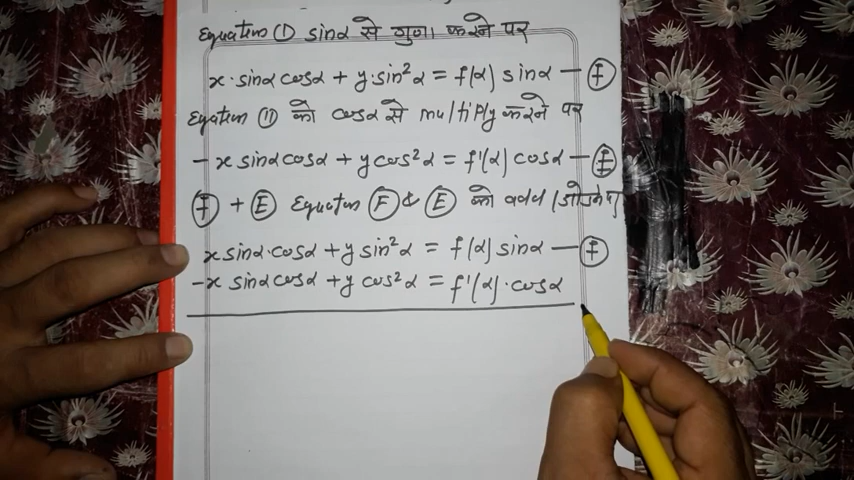 Equation (I) sinα से गुणा करने पर
x·sinα cosα + y·sin²α = f(α) sinα — (F)
Equation (II) को cosα से multiply करने पर
- x sinα cosα + y cos²α = f'(α) cosα — (E)
(F) + (E) Equation (F) & (E) को add (जोड़ने पर)
x sinα·cosα + y sin²α = f(α) sinα — (F)
-x sinα cosα + y cos²α = f'(α)·cosα